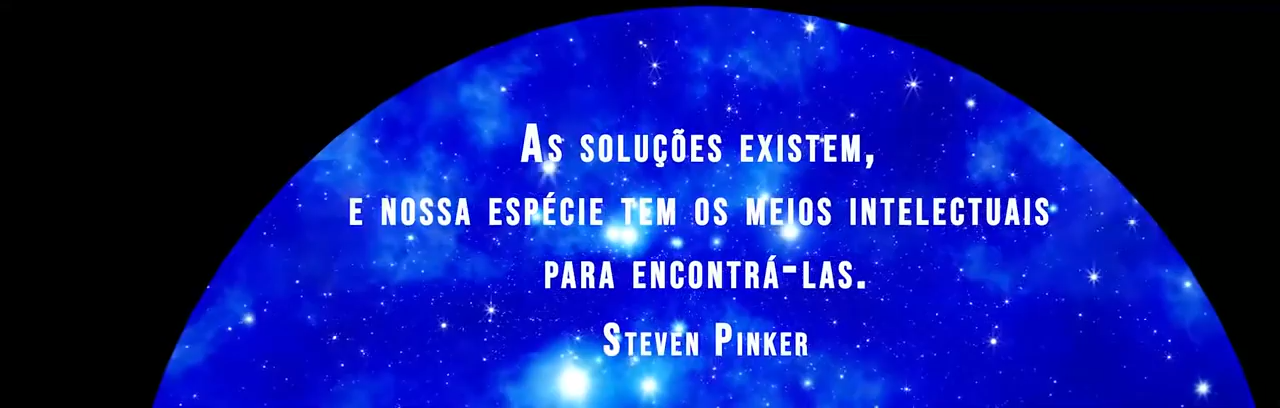 As soluções existem,
e nossa espécie tem os meios intelectuais
para encontrá-las.
Steven Pinker